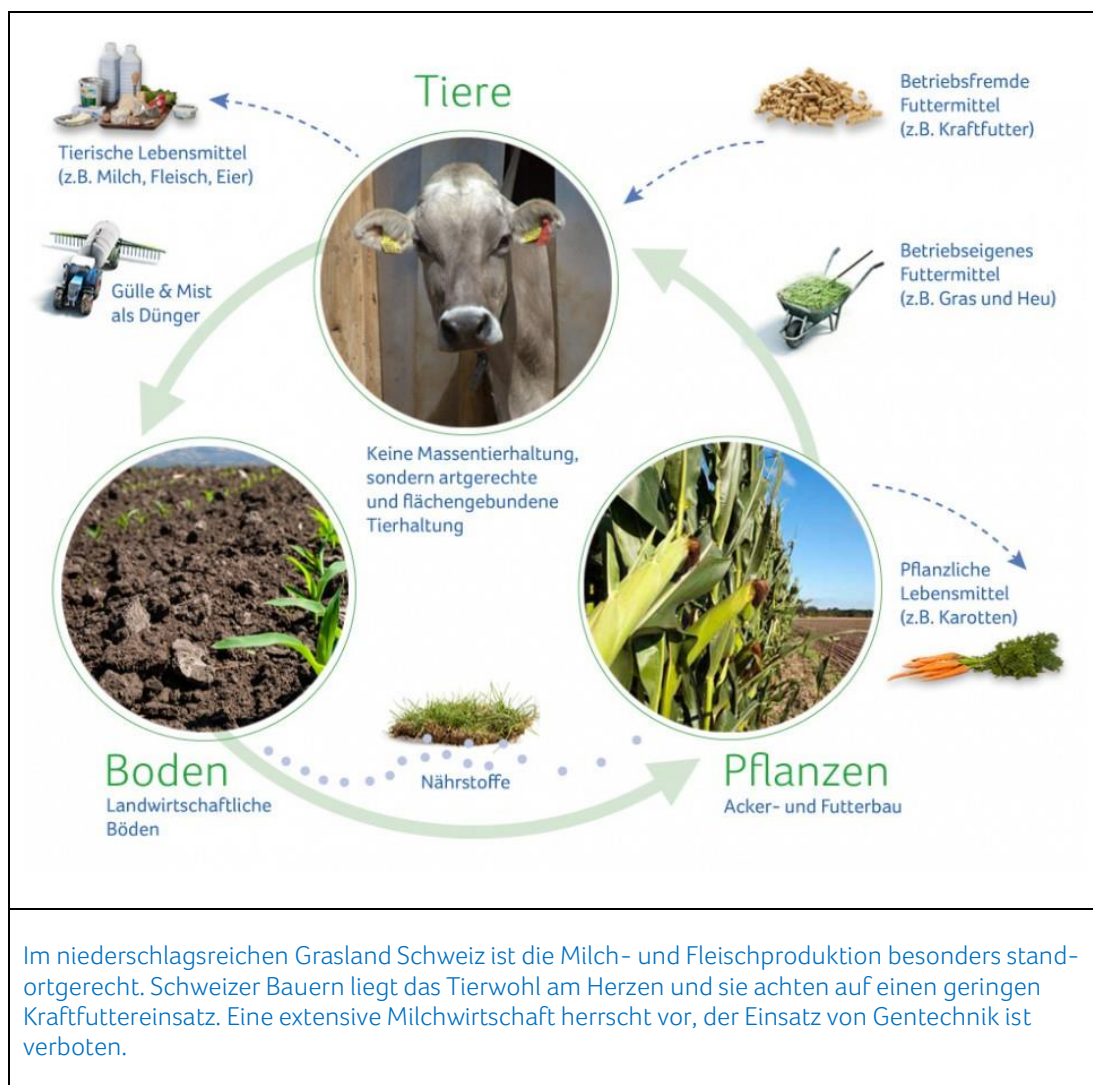 Tiere
Tierische Lebensmittel
(z.B. Milch, Fleisch, Eier)
Betriebsfremde
Futtermittel
(z.B. Kraftfutter)
Gülle & Mist
als Dünger
Betriebseigenes
Futtermittel
(z.B. Gras und Heu)
Keine Massentierhaltung,
sondern artgerechte
und flächengebundene
Tierhaltung
Pflanzliche
Lebensmittel
(z.B. Karotten)
Boden
Landwirtschaftliche
Böden
Nährstoffe
Pflanzen
Acker- und Futterbau
Im niederschlagsreichen Grasland Schweiz ist die Milch- und Fleischproduktion besonders stand-
ortgerecht. Schweizer Bauern liegt das Tierwohl am Herzen und sie achten auf einen geringen
Kraftfuttereinsatz. Eine extensive Milchwirtschaft herrscht vor, der Einsatz von Gentechnik ist
verboten.